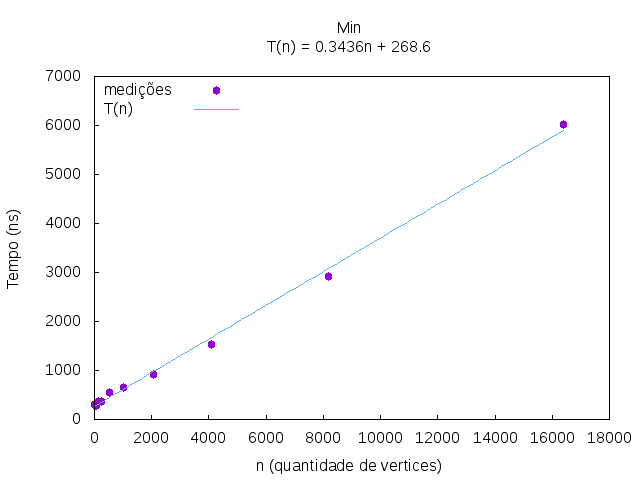 Min
T(n) = 0.3436n + 268.6
7000
6000
5000
4000
3000
2000
1000
0
medições
T(n)
Tempo (ns)
0 2000 4000 6000 8000 10000 12000 14000 16000 18000
n (quantidade de vertices)